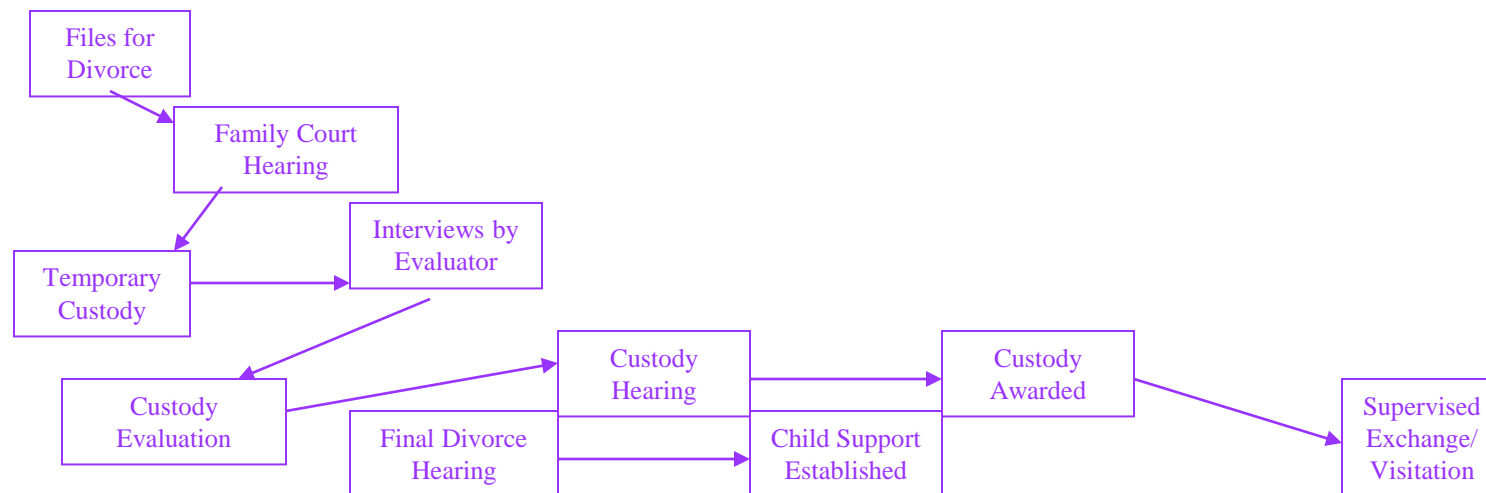 Files for
Divorce
Family Court
Hearing
Interviews by
Evaluator
Temporary
Custody
Custody
Hearing
Custody
Awarded
Custody
Evaluation
Final Divorce
Hearing
Child Support
Established
Supervised
Exchange/
Visitation